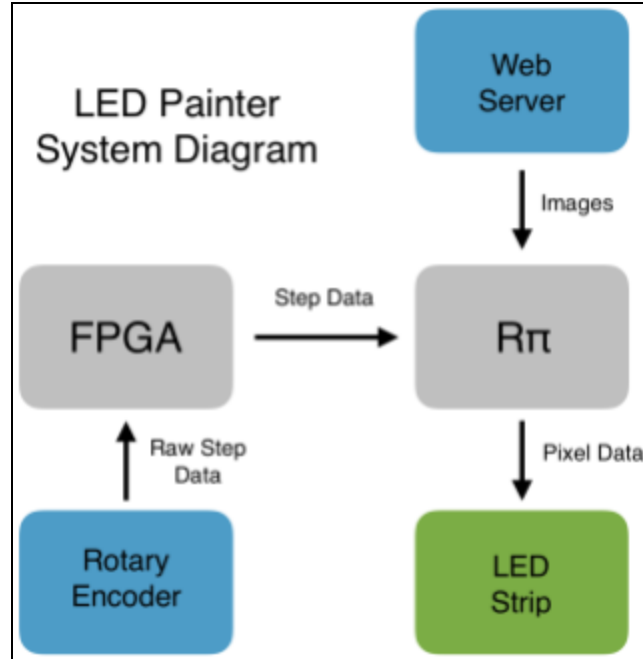 LED Painter
System Diagram
Web
Server
Images
FPGA
Step Data
Rπ
Raw Step
Data
Pixel Data
Rotary
Encoder
LED
Strip